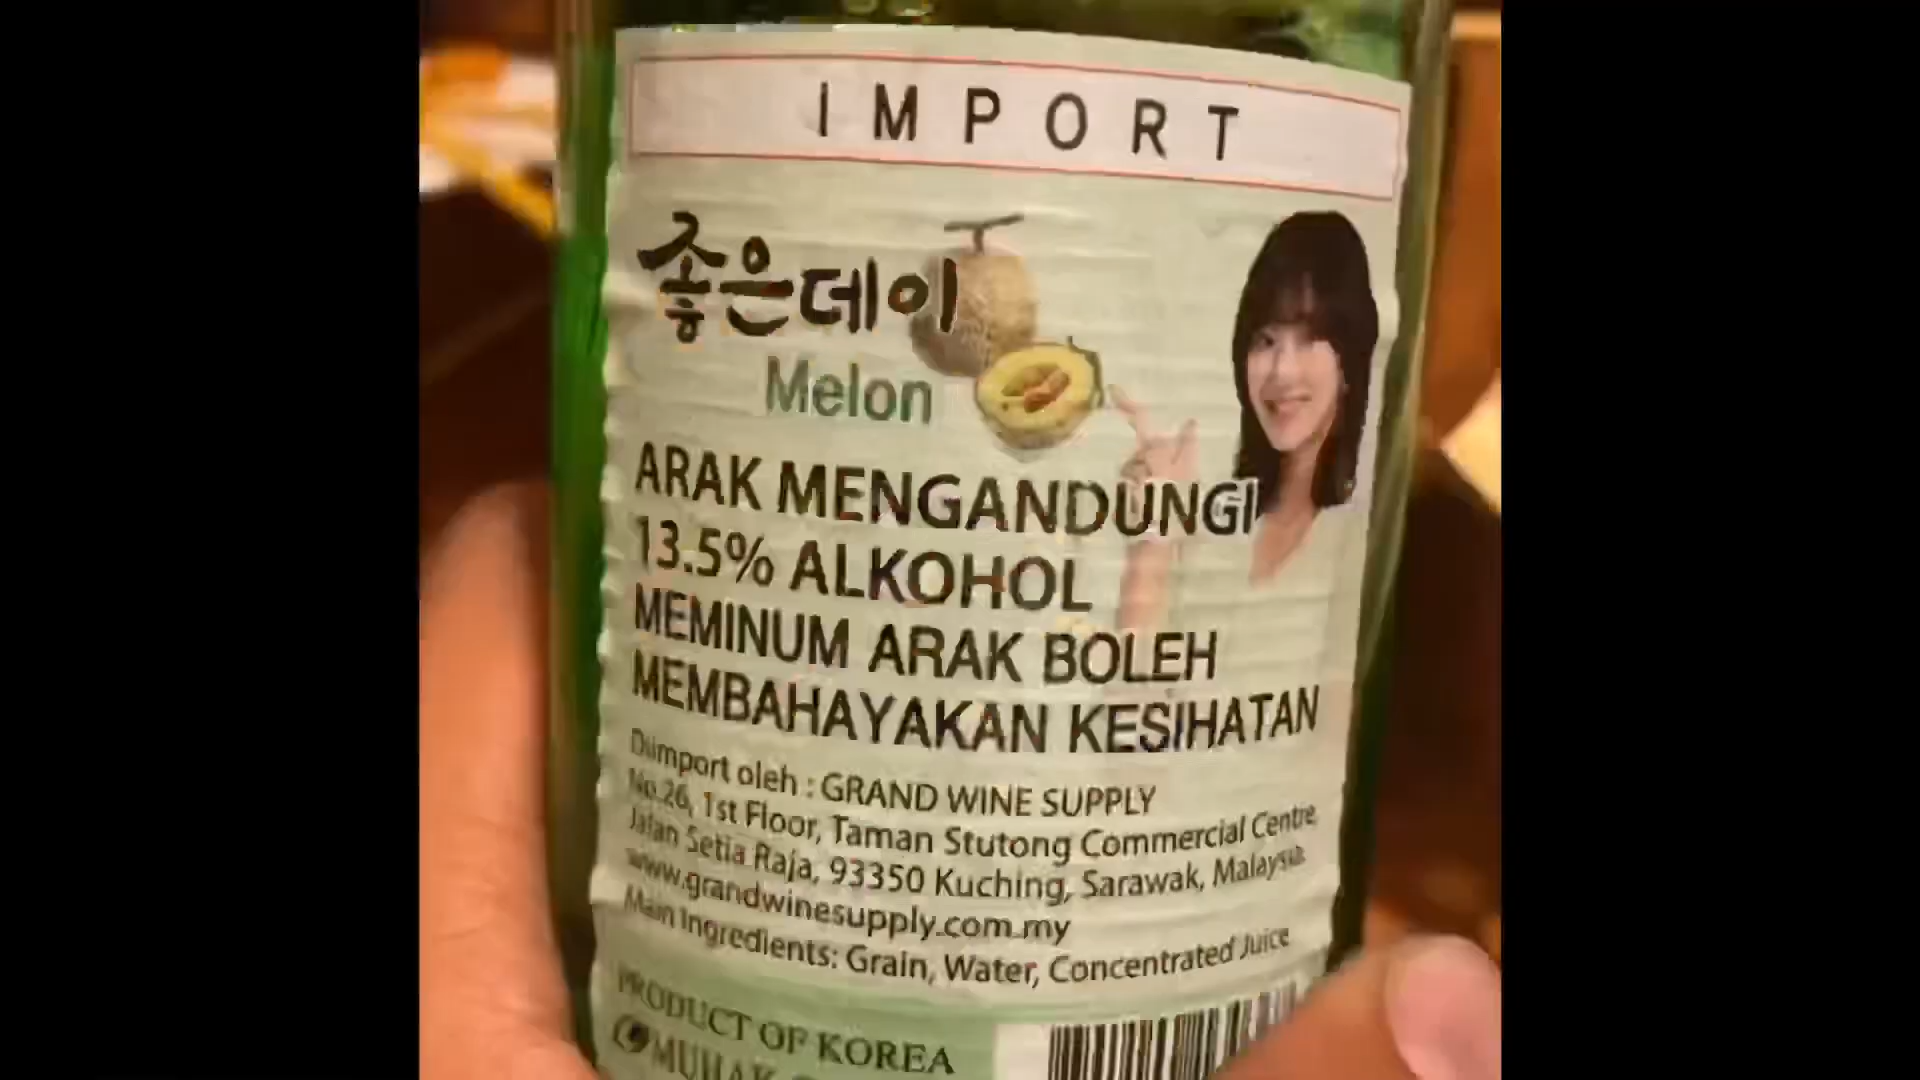 IMPORT
좋은데이
Melon
ARAK MENGANDUNGI
13.5% ALKOHOL
MEMINUM ARAK BOLEH
MEMBAHAYAKAN KESIHATAN
Diimport oleh : GRAND WINE SUPPLY
No.26, 1st Floor, Taman Stutong Commercial Centre
Jalan Setia Raja, 93350 Kuching, Sarawak, Malaysia
www.grandwinesupply.com.my
Main Ingredients: Grain, Water, Concentrated Juice
PRODUCT OF KOREA
MUHAK